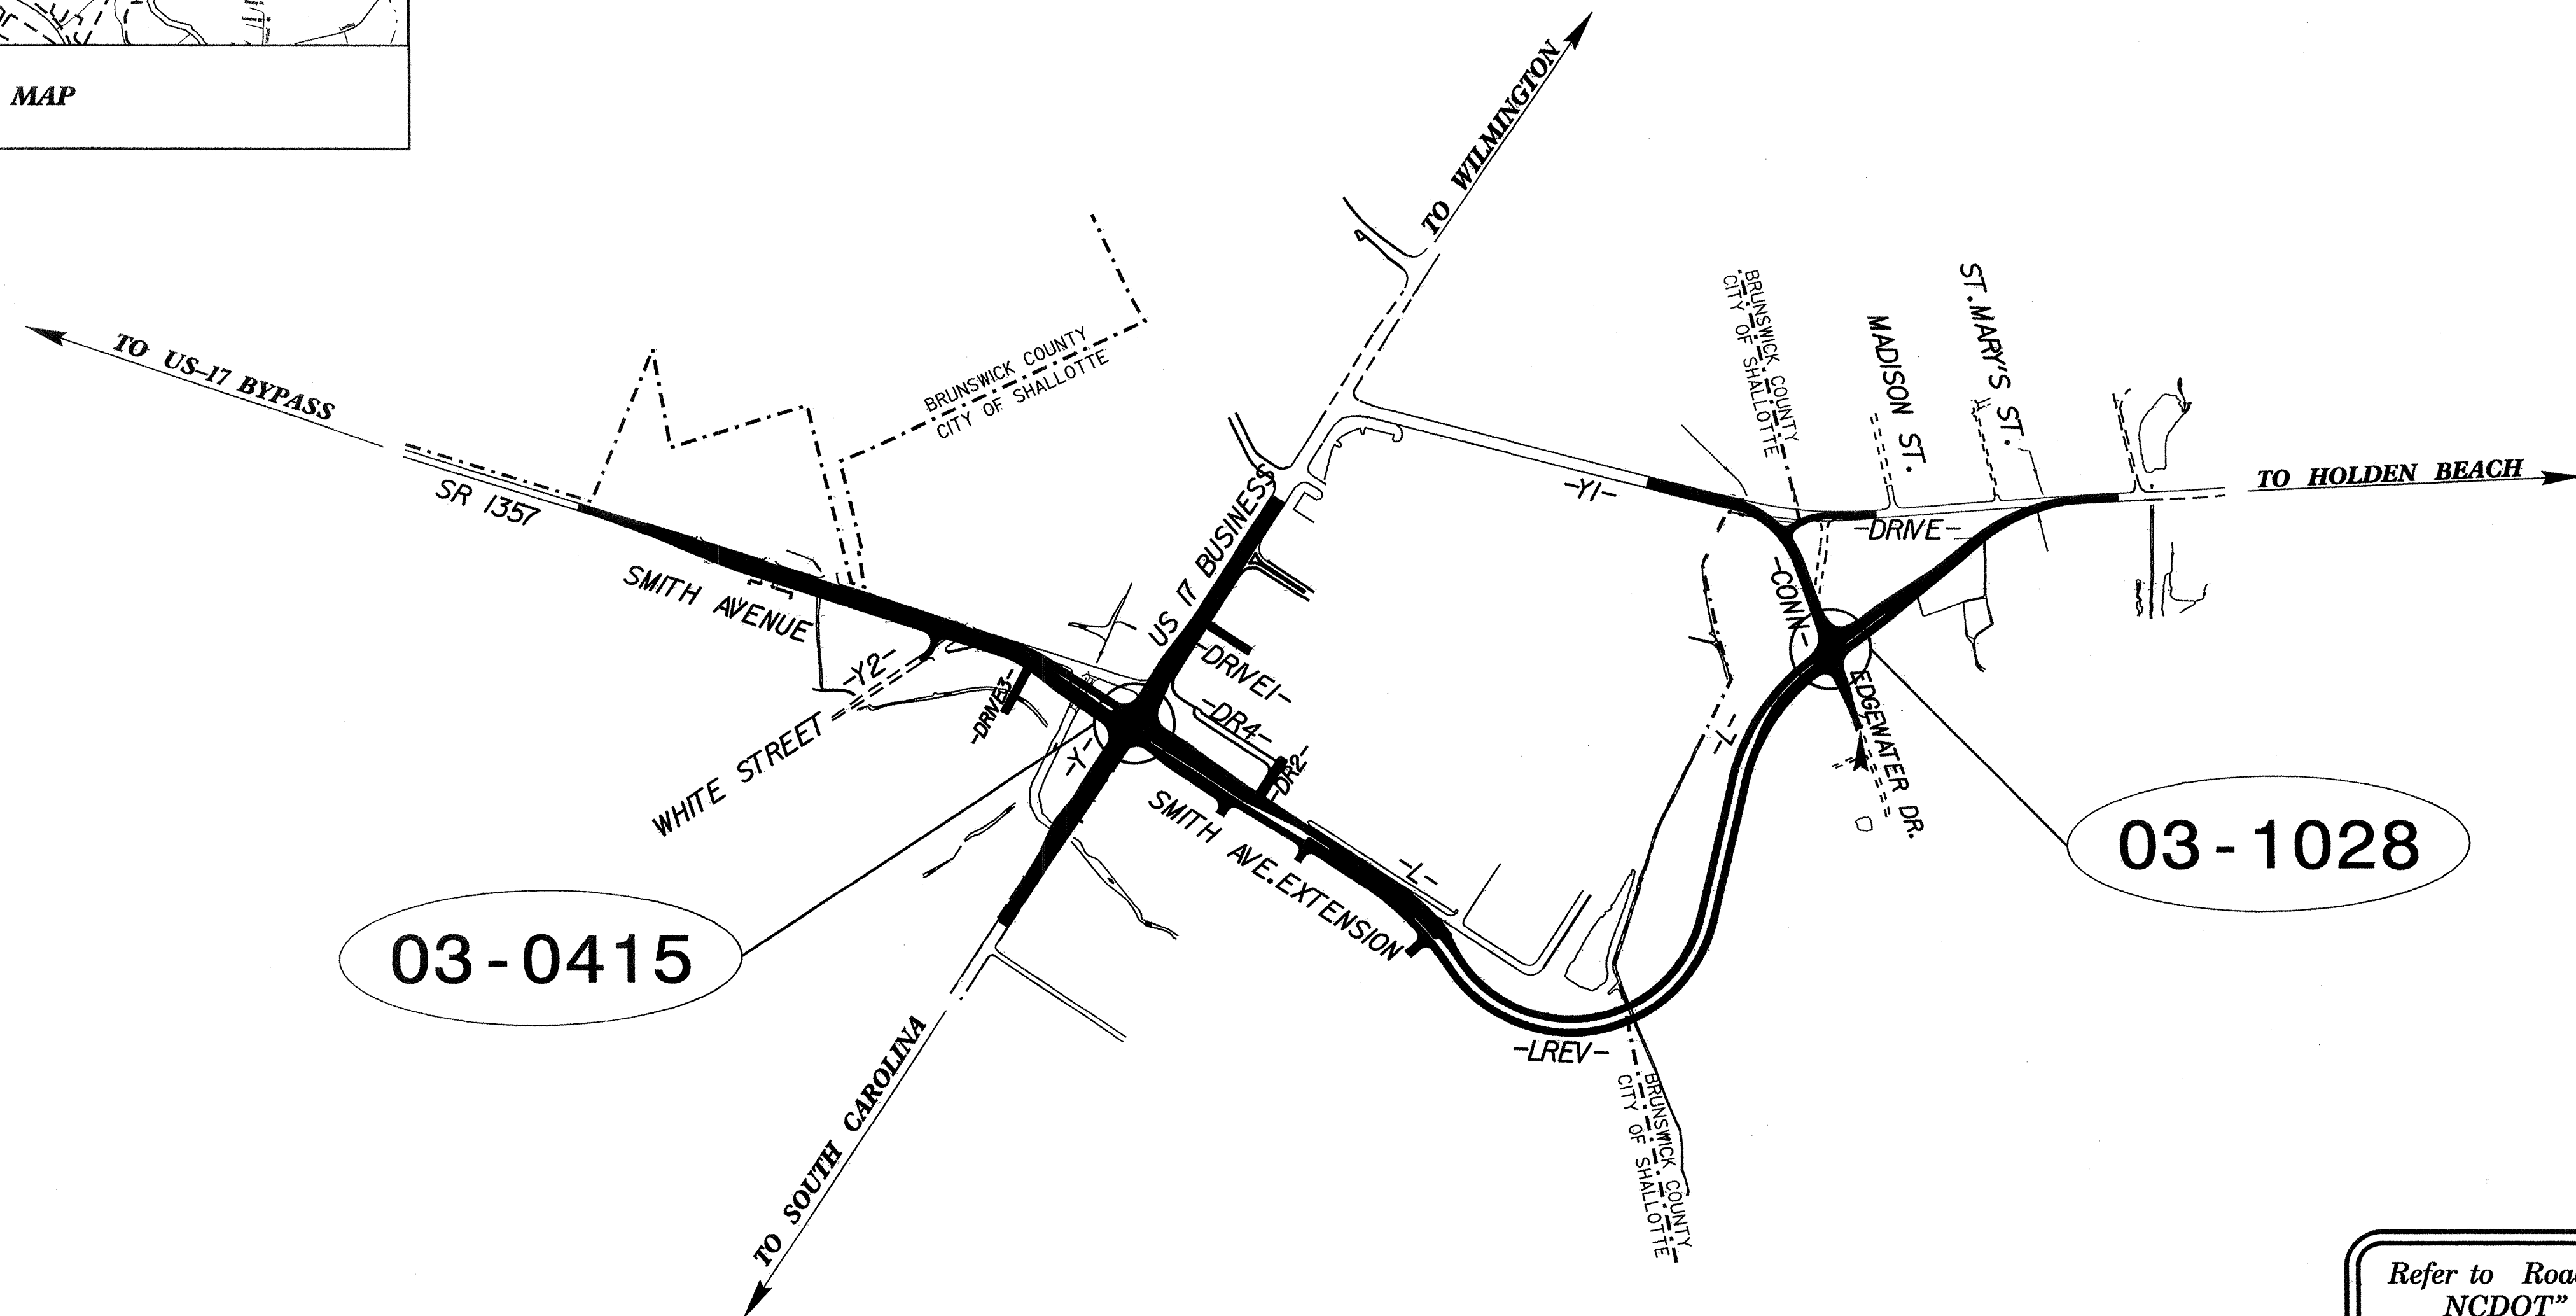 MAP
TO WILMINGTON
TO US-17 BYPASS
BRUNSWICK COUNTY
CITY OF SHALLOTTE
BRUNSWICK COUNTY
CITY OF SHALLOTTE
MADISON ST.
ST. MARY'S ST.
TO HOLDEN BEACH
SR 1357
-Y1-
-DRIVE-
US 17 BUSINESS
SMITH AVENUE
-CONN-
-Y2-
-DRIVE1-
-DRIVE3-
-DR4-
-DR2-
-Y-
-L-
EDGEWATER DR.
WHITE STREET
SMITH AVE. EXTENSION
-L-
03-1028
03-0415
-LREV-
BRUNSWICK COUNTY
CITY OF SHALLOTTE
TO SOUTH CAROLINA
Refer to
NCDOT"